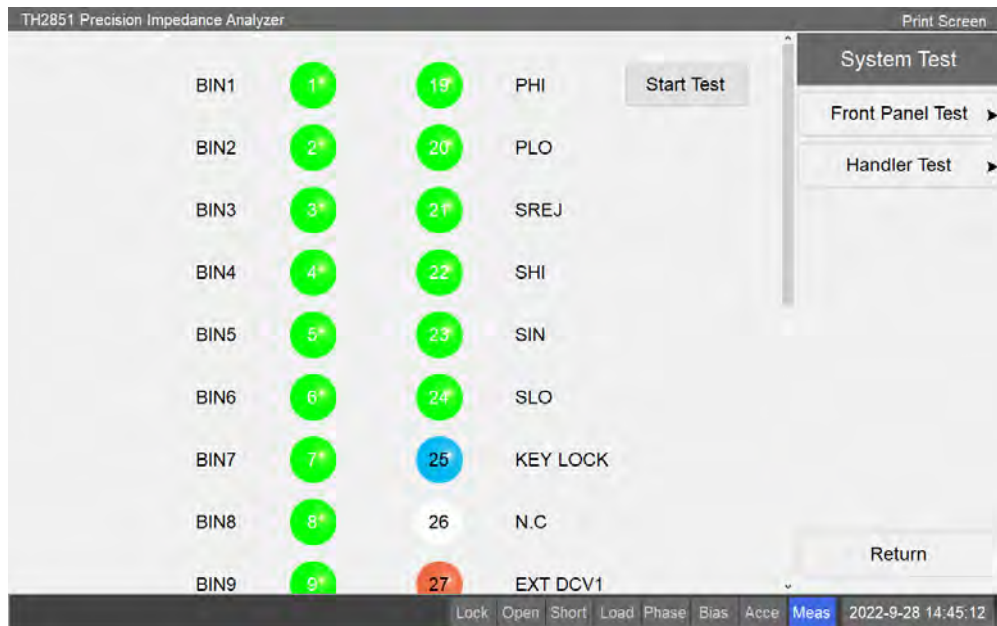 TH2851 Precision Impedance Analyzer Print Screen
System Test
BIN1 1 19 PHI Start Test
Front Panel Test
BIN2 2 20 PLO
Handler Test
BIN3 3 21 SREJ
BIN4 4 22 SHI
BIN5 5 23 SIN
BIN6 6 24 SLO
BIN7 7 25 KEY LOCK
BIN8 8 26 N.C
Return
BIN9 9 27 EXT DCV1
Lock Open Short Load Phase Bias Acce Meas 2022-9-28 14:45:12